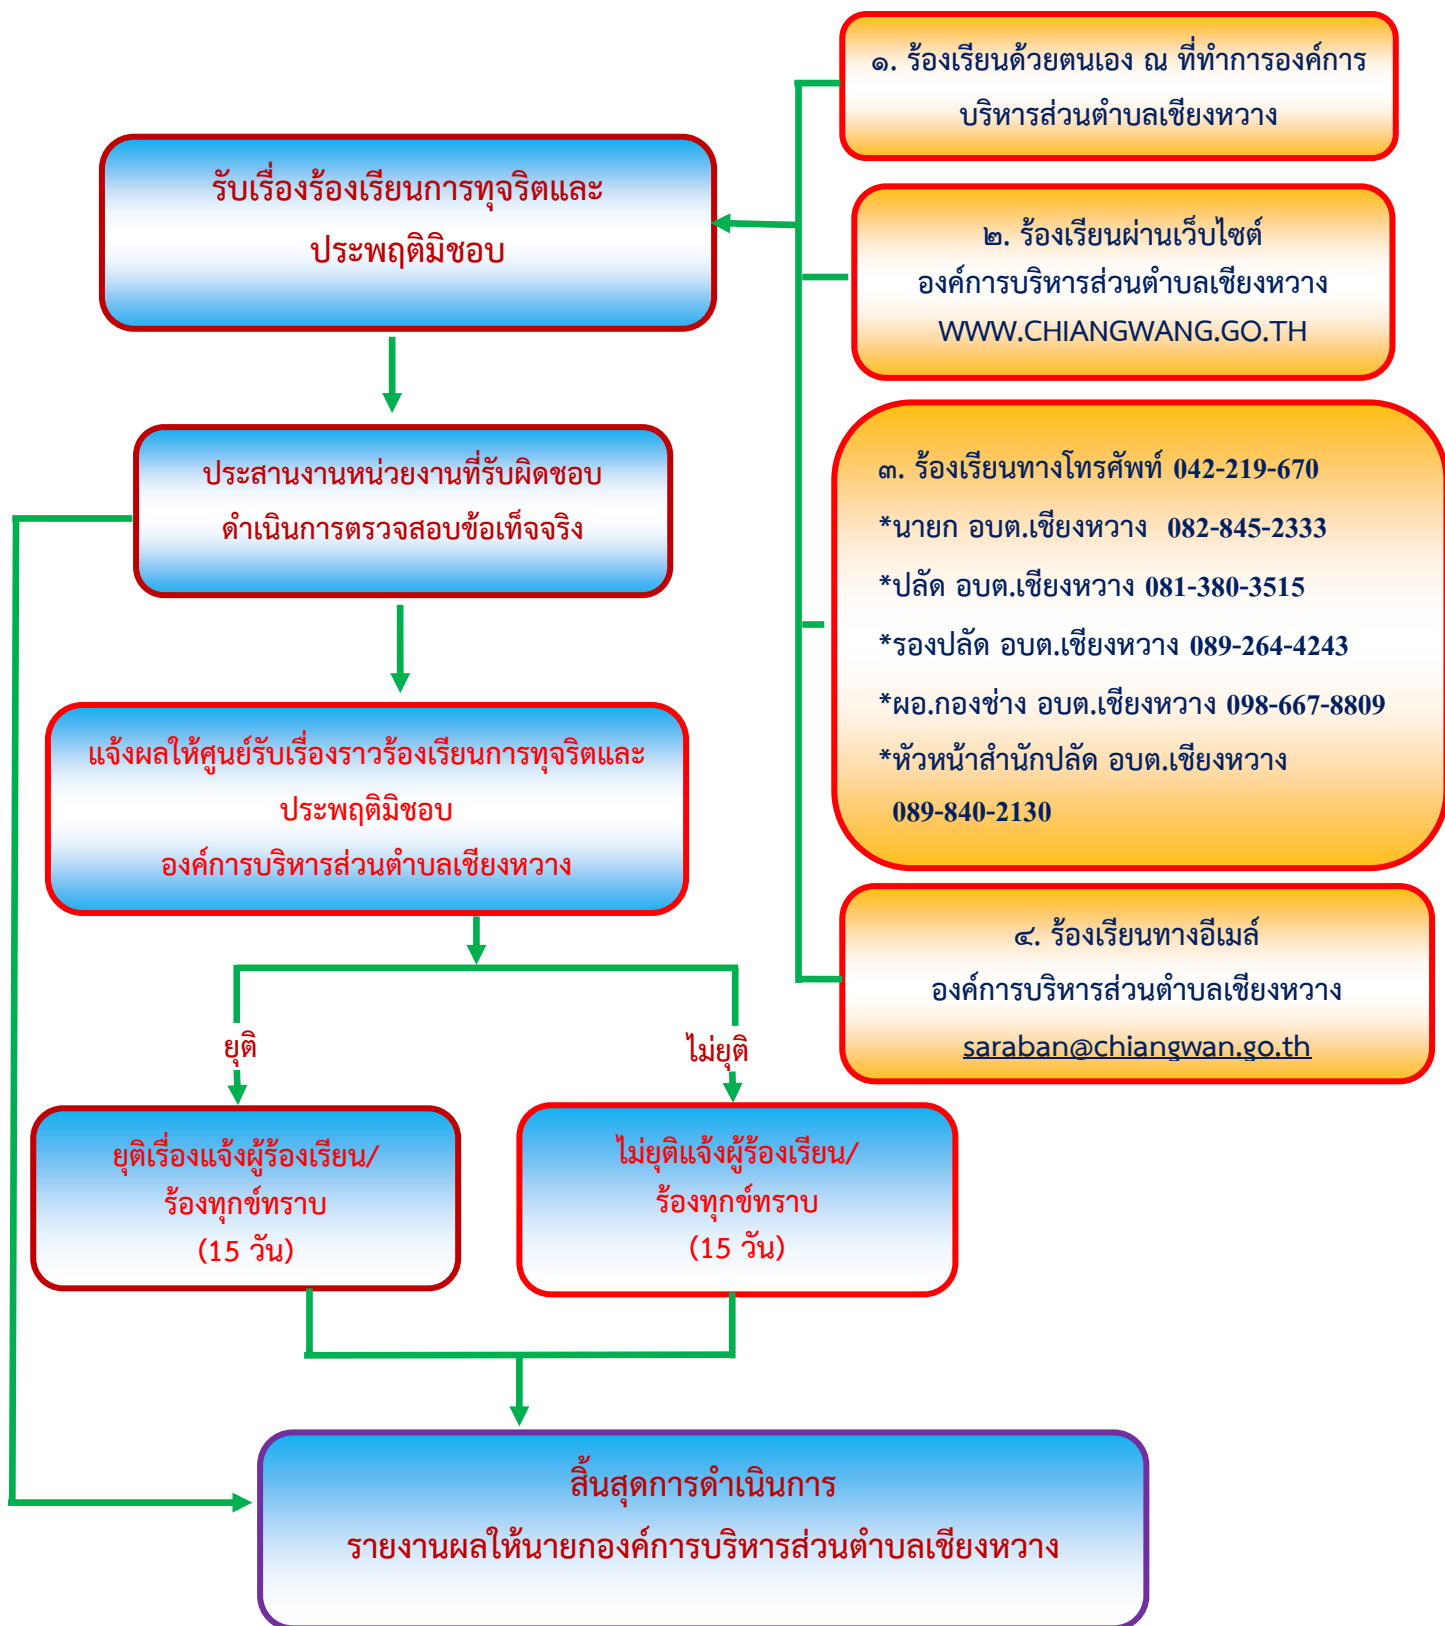 ๑. ร้องเรียนด้วยตนเอง ณ ที่ทำการองค์การ
บริหารส่วนตำบลเชียงหวาง
รับเรื่องร้องเรียนการทุจริตและ
ประพฤติมิชอบ
๒. ร้องเรียนผ่านเว็บไซต์
องค์การบริหารส่วนตำบลเชียงหวาง
WWW.CHIANGWANG.GO.TH
๓. ร้องเรียนทางโทรศัพท์ 042-219-670
*นายก อบต.เชียงหวาง 082-845-2333
*ปลัด อบต.เชียงหวาง 081-380-3515
*รองปลัด อบต.เชียงหวาง 089-264-4243
*ผอ.กองช่าง อบต.เชียงหวาง 098-667-8809
*หัวหน้าสำนักปลัด อบต.เชียงหวาง
089-840-2130
ประสานงานหน่วยงานที่รับผิดชอบ
ดำเนินการตรวจสอบข้อเท็จจริง
แจ้งผลให้ศูนย์รับเรื่องราวร้องเรียนการทุจริตและ
ประพฤติมิชอบ
องค์การบริหารส่วนตำบลเชียงหวาง
๔. ร้องเรียนทางอีเมล์
องค์การบริหารส่วนตำบลเชียงหวาง
saraban@chiangwan.go.th
ยุติ
ไม่ยุติ
ยุติเรื่องแจ้งผู้ร้องเรียน/
ร้องทุกข์ทราบ
(15 วัน)
ไม่ยุติแจ้งผู้ร้องเรียน/
ร้องทุกข์ทราบ
(15 วัน)
สิ้นสุดการดำเนินการ
รายงานผลให้นายกองค์การบริหารส่วนตำบลเชียงหวาง